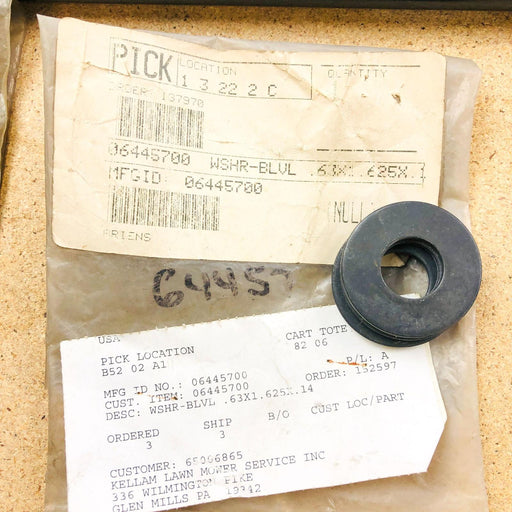 PICK LOCATION QUANTITY
1 3 22 2 C
ORDER 137970
06445700 WSHR-BLVL .63X1.625X.1
MFGID: 06445700
NULL
ARIENS
64457
USA
PICK LOCATION CART TOTE
B52 02 A1 82 06
P/L: A
MFG ID NO.: 06445700 ORDER: 132597
CUST. ITEM: 06445700
DESC: WSHR-BLVL .63X1.625X.14
ORDERED SHIP B/O CUST LOC/PART
3 3
CUSTOMER: 65006865
KELLAM LAWN MOWER SERVICE INC
336 WILMINGTON PIKE
GLEN MILLS PA 19342